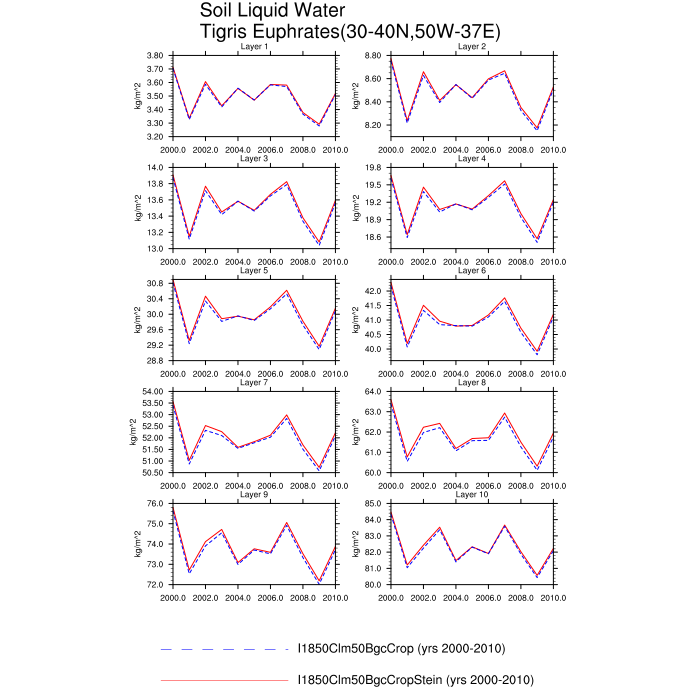 Soil Liquid Water
Tigris Euphrates(30-40N,50W-37E)
Layer 1
3.80
3.70
3.60
3.50
3.40
3.30
3.20
kg/m^2
2000.0 2002.0 2004.0 2006.0 2008.0 2010.0
Layer 2
8.80
8.60
8.40
8.20
kg/m^2
2000.0 2002.0 2004.0 2006.0 2008.0 2010.0
Layer 3
14.0
13.8
13.6
13.4
13.2
13.0
kg/m^2
2000.0 2002.0 2004.0 2006.0 2008.0 2010.0
Layer 4
19.8
19.5
19.2
18.9
18.6
kg/m^2
2000.0 2002.0 2004.0 2006.0 2008.0 2010.0
Layer 5
30.8
30.4
30.0
29.6
29.2
28.8
kg/m^2
2000.0 2002.0 2004.0 2006.0 2008.0 2010.0
Layer 6
42.0
41.5
41.0
40.5
40.0
kg/m^2
2000.0 2002.0 2004.0 2006.0 2008.0 2010.0
Layer 7
54.00
53.50
53.00
52.50
52.00
51.50
51.00
50.50
kg/m^2
2000.0 2002.0 2004.0 2006.0 2008.0 2010.0
Layer 8
64.0
63.0
62.0
61.0
60.0
kg/m^2
2000.0 2002.0 2004.0 2006.0 2008.0 2010.0
Layer 9
76.0
75.0
74.0
73.0
72.0
kg/m^2
2000.0 2002.0 2004.0 2006.0 2008.0 2010.0
Layer 10
85.0
84.0
83.0
82.0
81.0
80.0
kg/m^2
2000.0 2002.0 2004.0 2006.0 2008.0 2010.0
I1850Clm50BgcCrop (yrs 2000-2010)
I1850Clm50BgcCropStein (yrs 2000-2010)